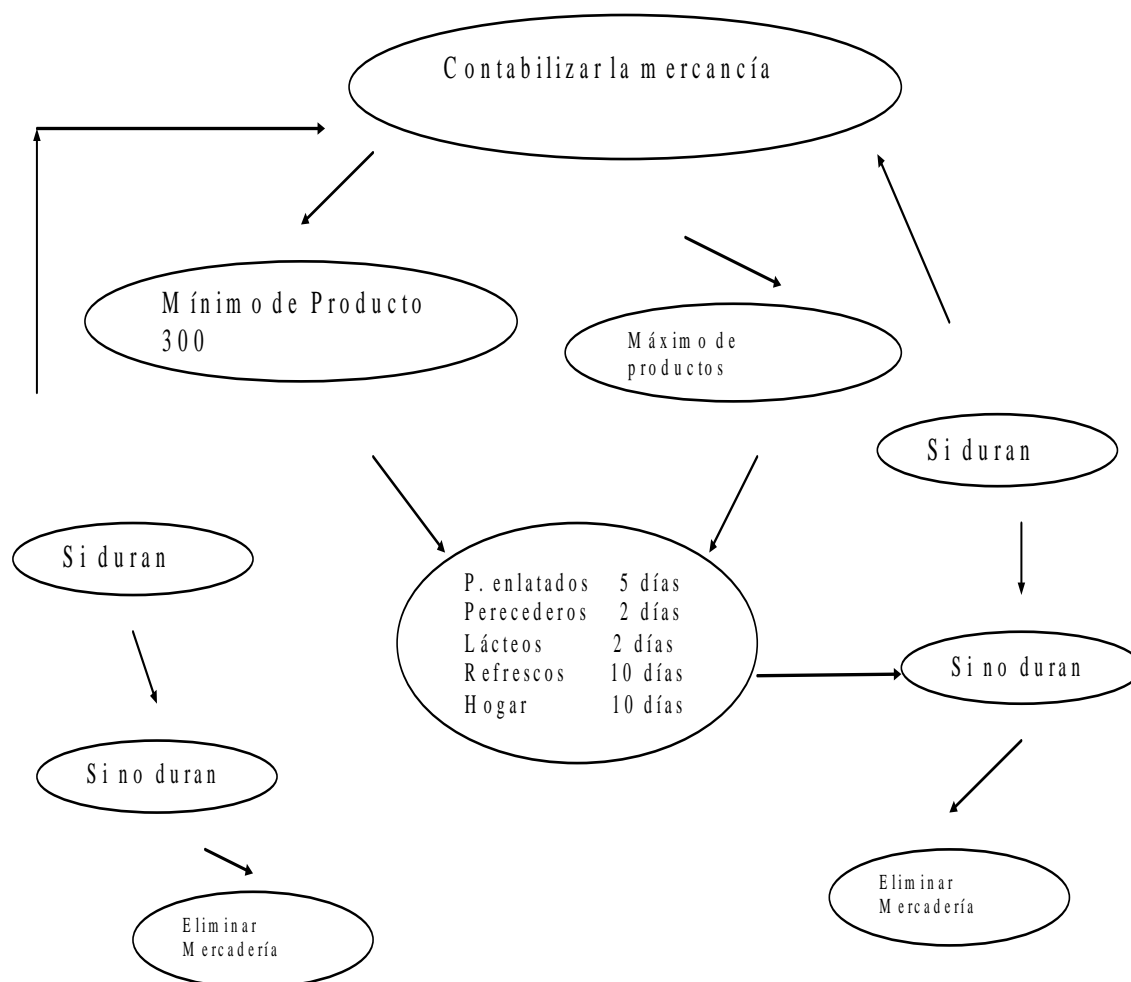 Contabilizar la mercancía
Mínimo de Producto
300
Máximo de
productos
Si duran
Si duran
P. enlatados 5 días
Perecederos 2 días
Lácteos 2 días
Refrescos 10 días
Hogar 10 días
Si no duran
Si no duran
Eliminar
Mercadería
Eliminar
Mercadería